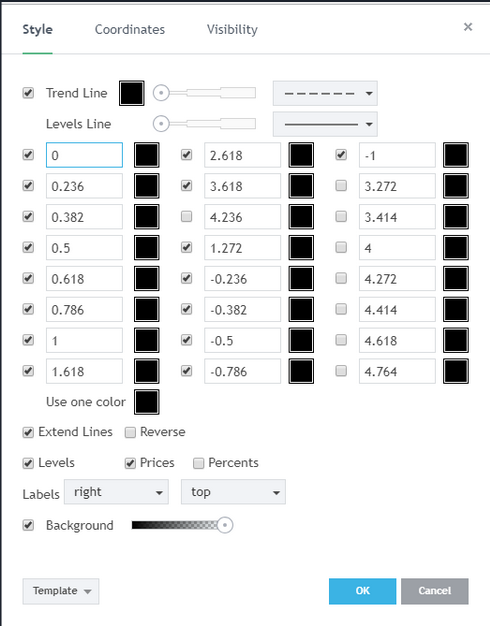 Style Coordinates Visibility ×
Trend Line
Levels Line
0 2.618 -1
0.236 3.618 3.272
0.382 4.236 3.414
0.5 1.272 4
0.618 -0.236 4.272
0.786 -0.382 4.414
1 -0.5 4.618
1.618 -0.786 4.764
Use one color
Extend Lines Reverse
Levels Prices Percents
Labels right top
Background
Template OK Cancel